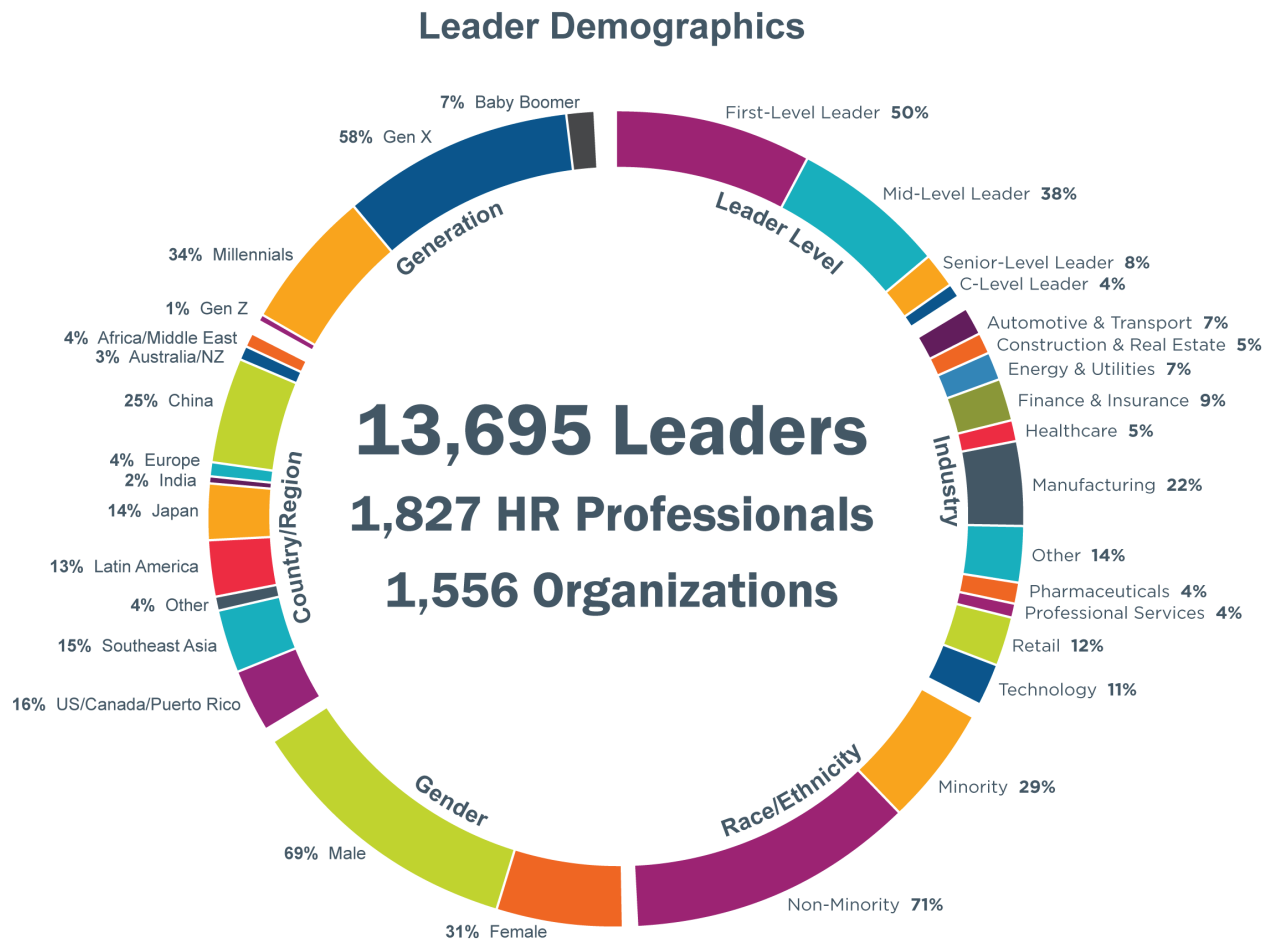 Leader Demographics
First-Level Leader 50%
Mid-Level Leader 38%
Senior-Level Leader 8%
C-Level Leader 4%
Leader Level
Automotive & Transport 7%
Construction & Real Estate 5%
Energy & Utilities 7%
Finance & Insurance 9%
Healthcare 5%
Manufacturing 22%
Other 14%
Pharmaceuticals 4%
Professional Services 4%
Retail 12%
Technology 11%
Industry
Minority 29%
Non-Minority 71%
Race/Ethnicity
31% Female
69% Male
Gender
16% US/Canada/Puerto Rico
15% Southeast Asia
4% Other
13% Latin America
14% Japan
2% India
4% Europe
25% China
3% Australia/NZ
4% Africa/Middle East
Country/Region
1% Gen Z
34% Millennials
58% Gen X
7% Baby Boomer
Generation
13,695 Leaders
1,827 HR Professionals
1,556 Organizations